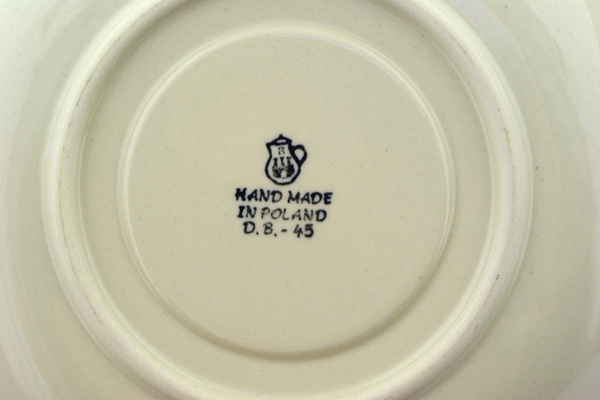 B
HAND MADE
IN POLAND
D.B.-45